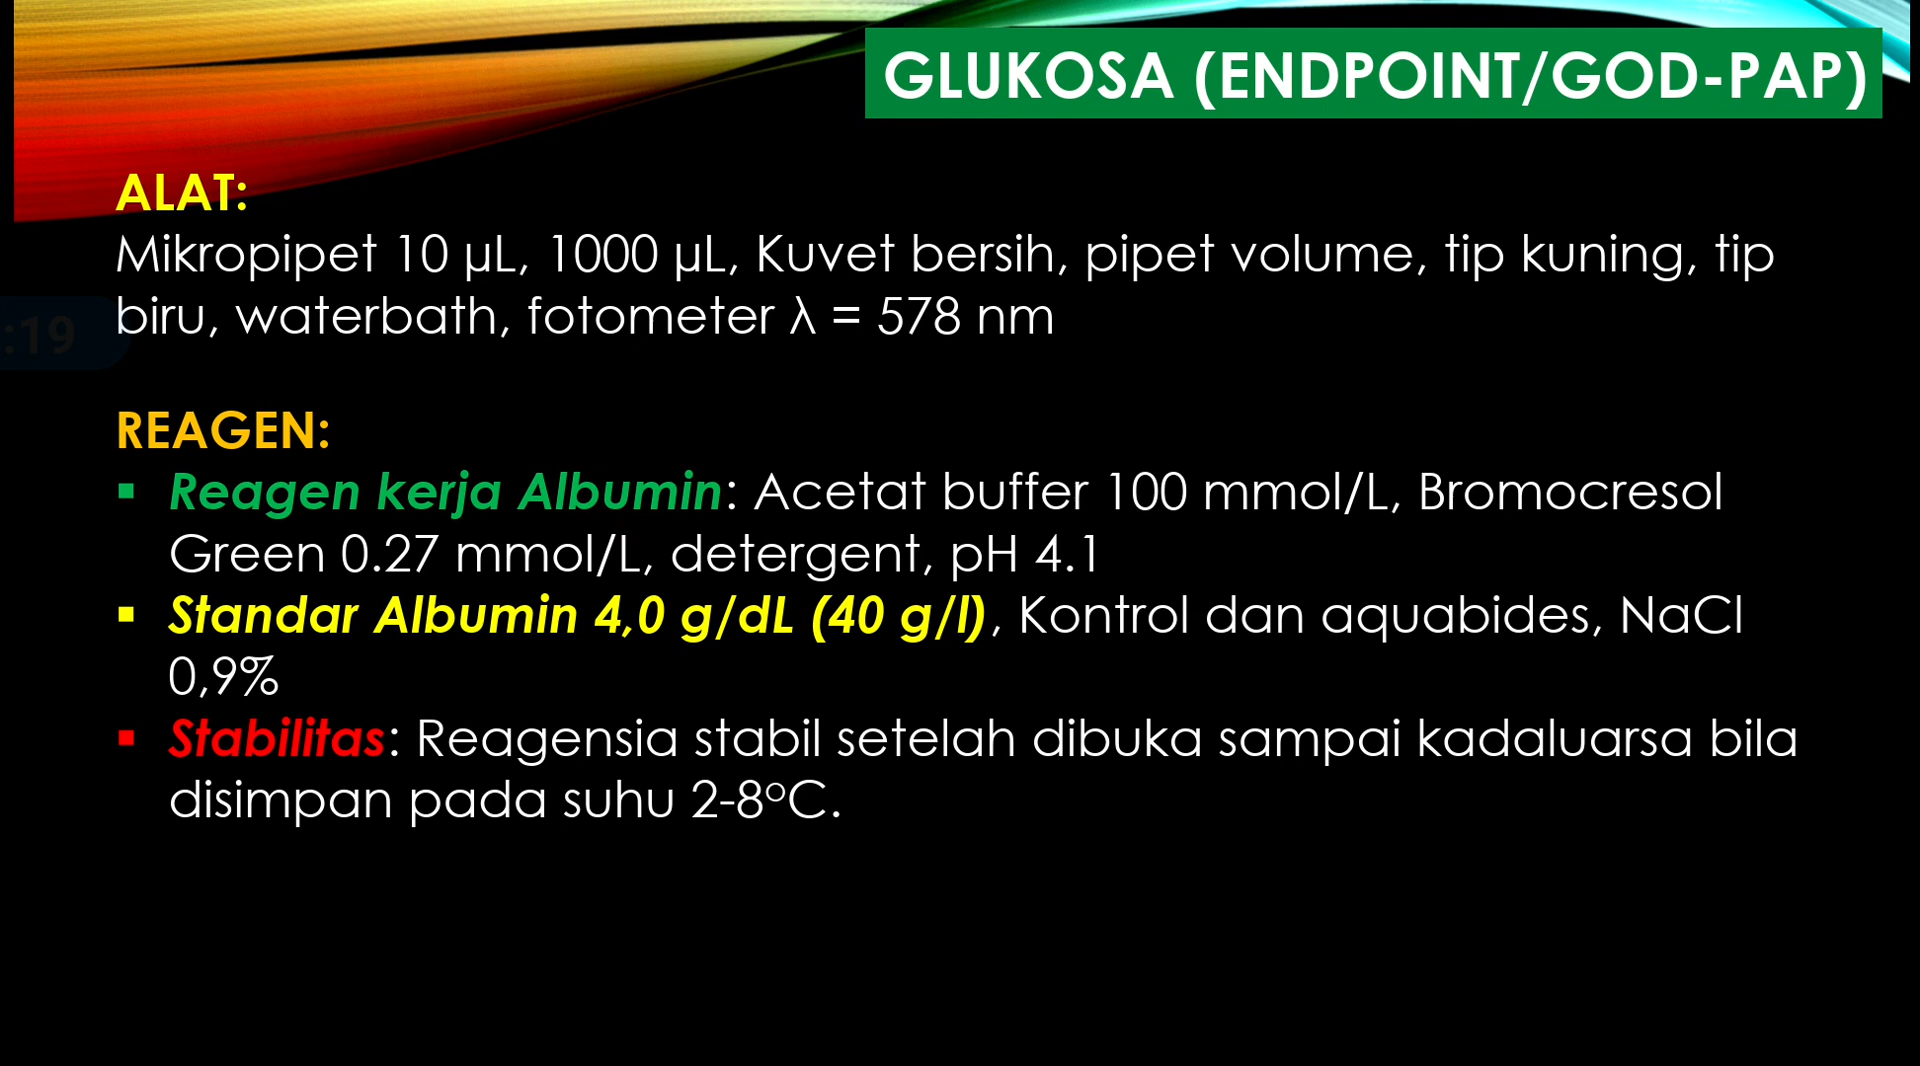 GLUKOSA (ENDPOINT/GOD-PAP)
ALAT:
Mikropipet 10 µL, 1000 µL, Kuvet bersih, pipet volume, tip kuning, tip
biru, waterbath, fotometer λ = 578 nm
:19
REAGEN:
▪ Reagen kerja Albumin: Acetat buffer 100 mmol/L, Bromocresol
Green 0.27 mmol/L, detergent, pH 4.1
▪ Standar Albumin 4,0 g/dL (40 g/l), Kontrol dan aquabides, NaCl
0,9%
▪ Stabilitas: Reagensia stabil setelah dibuka sampai kadaluarsa bila
disimpan pada suhu 2-8°C.